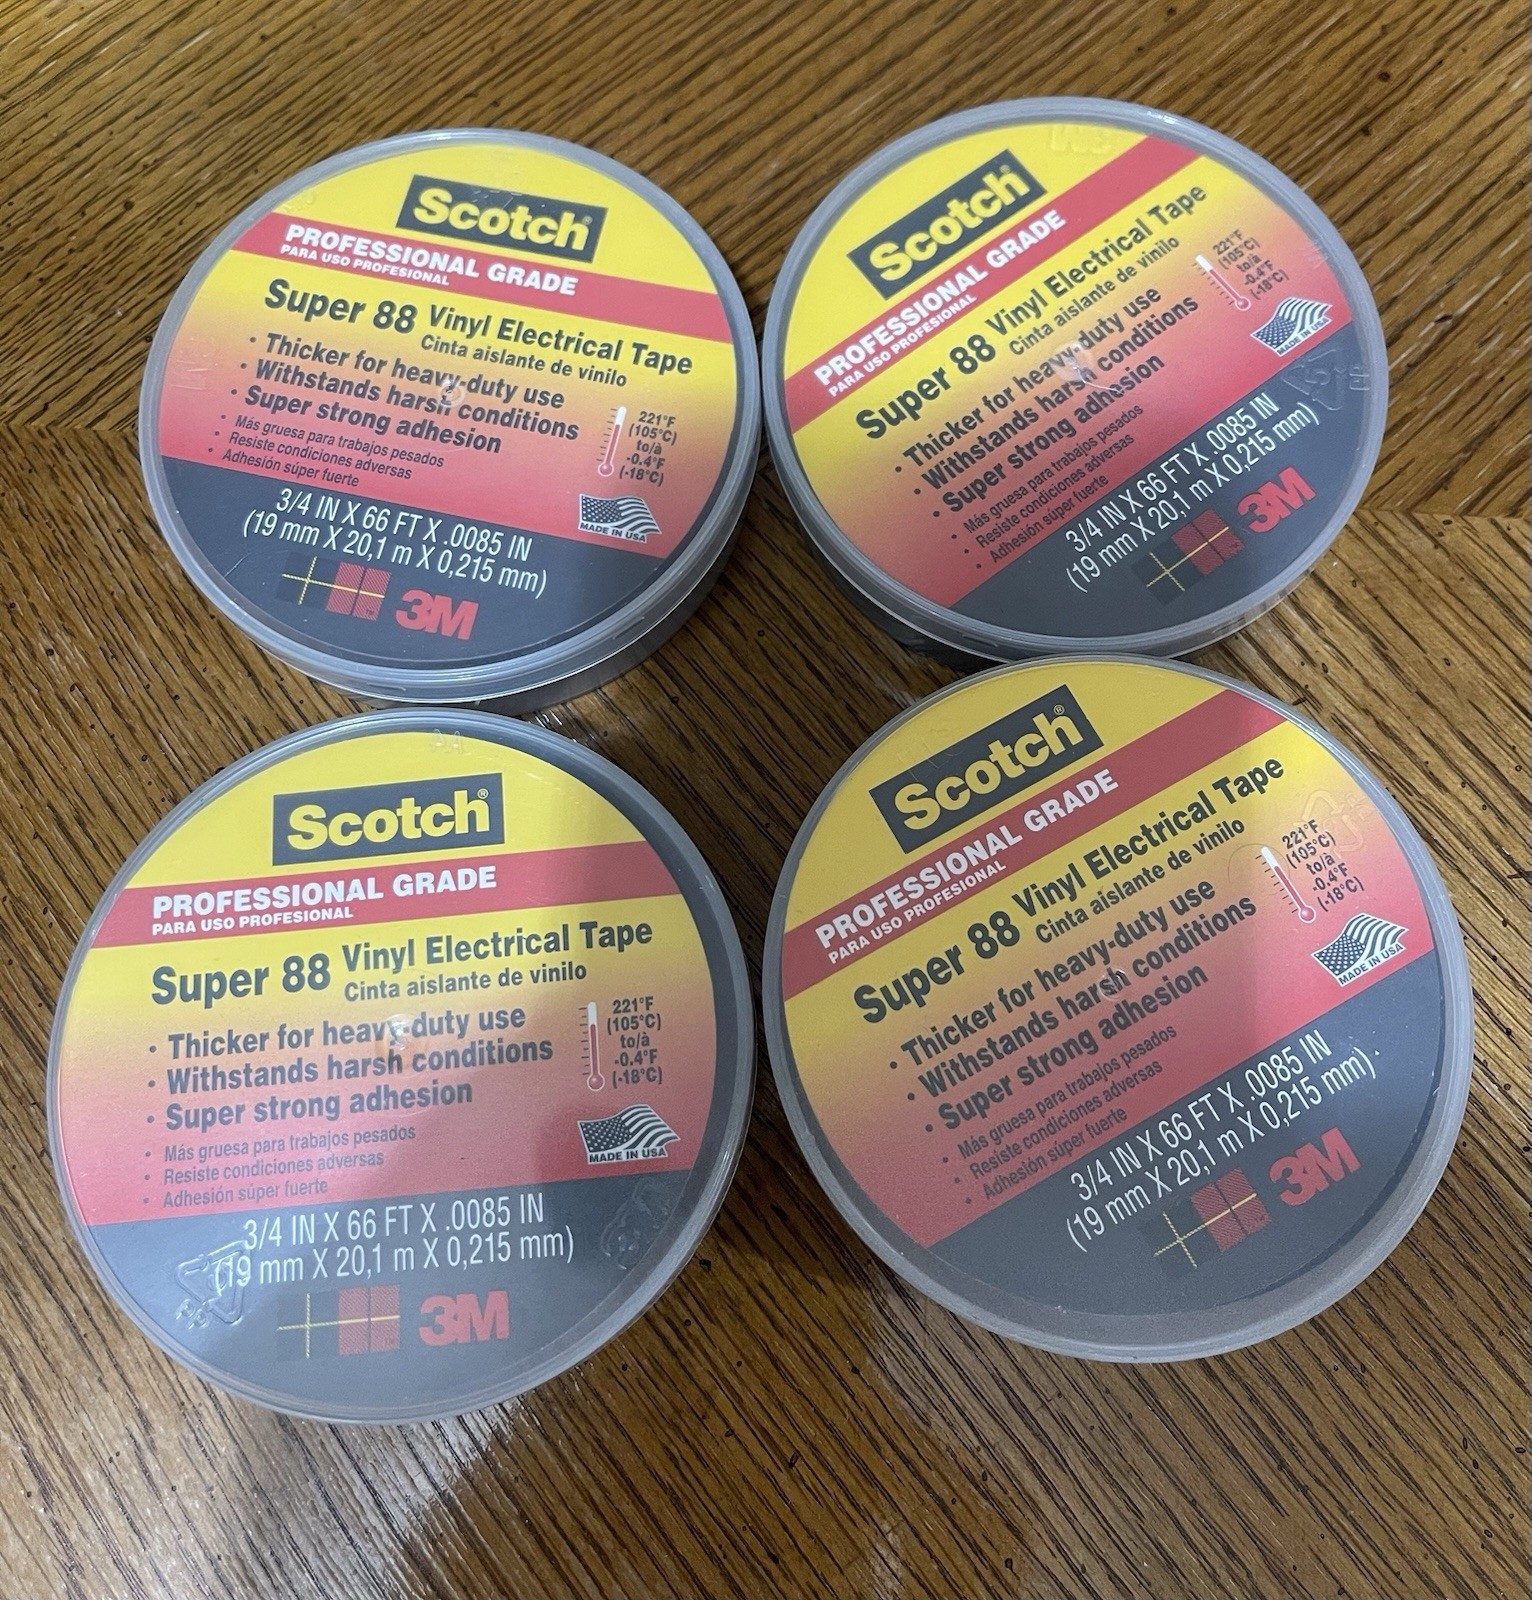 Scotch®
PROFESSIONAL GRADE
PARA USO PROFESIONAL
Super 88 Vinyl Electrical Tape
Cinta aislante de vinilo
• Thicker for heavy-duty use
• Withstands harsh conditions
• Super strong adhesion
• Más gruesa para trabajos pesados
• Resiste condiciones adversas
• Adhesión súper fuerte
221°F
(105°C)
to/à
-0.4°F
(-18°C)
MADE IN USA
3/4 IN X 66 FT X .0085 IN
(19 mm X 20,1 m X 0,215 mm)
3M
Scotch®
PROFESSIONAL GRADE
PARA USO PROFESIONAL
Super 88 Vinyl Electrical Tape
Cinta aislante de vinilo
• Thicker for heavy-duty use
• Withstands harsh conditions
• Super strong adhesion
• Más gruesa para trabajos pesados
• Resiste condiciones adversas
• Adhesión súper fuerte
221°F
(105°C)
to/à
-0.4°F
(-18°C)
MADE IN USA
3/4 IN X 66 FT X .0085 IN
(19 mm X 20,1 m X 0,215 mm)
3M
Scotch®
PROFESSIONAL GRADE
PARA USO PROFESIONAL
Super 88 Vinyl Electrical Tape
Cinta aislante de vinilo
• Thicker for heavy-duty use
• Withstands harsh conditions
• Super strong adhesion
• Más gruesa para trabajos pesados
• Resiste condiciones adversas
• Adhesión súper fuerte
221°F
(105°C)
to/à
-0.4°F
(-18°C)
MADE IN USA
3/4 IN X 66 FT X .0085 IN
(19 mm X 20,1 m X 0,215 mm)
3M
Scotch®
PROFESSIONAL GRADE
PARA USO PROFESIONAL
Super 88 Vinyl Electrical Tape
Cinta aislante de vinilo
• Thicker for heavy-duty use
• Withstands harsh conditions
• Super strong adhesion
• Más gruesa para trabajos pesados
• Resiste condiciones adversas
• Adhesión súper fuerte
221°F
(105°C)
to/à
-0.4°F
(-18°C)
MADE IN USA
3/4 IN X 66 FT X .0085 IN
(19 mm X 20,1 m X 0,215 mm)
3M